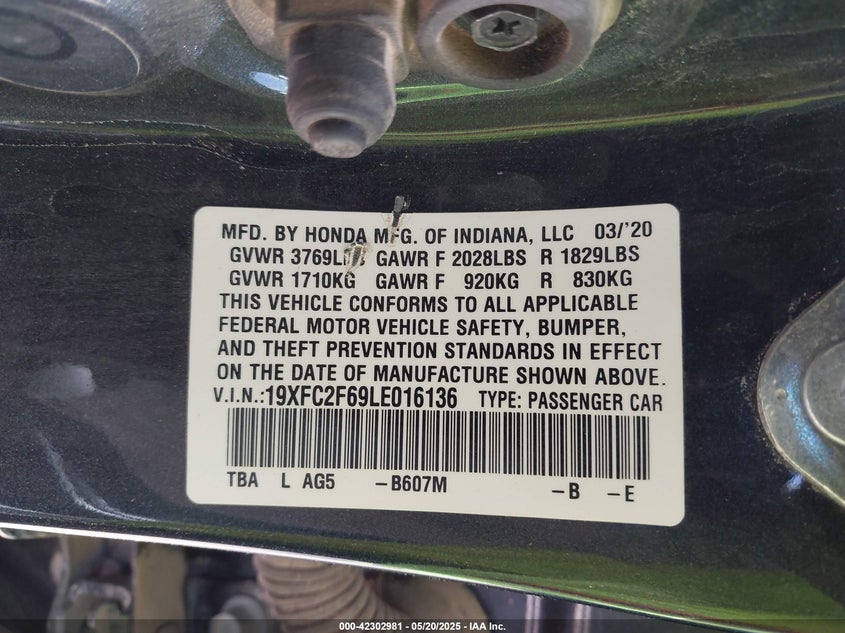 MFD. BY HONDA MFG. OF INDIANA, LLC 03/'20
GVWR 3769LBS GAWR F 2028LBS R 1829LBS
GVWR 1710KG GAWR F 920KG R 830KG
THIS VEHICLE CONFORMS TO ALL APPLICABLE
FEDERAL MOTOR VEHICLE SAFETY, BUMPER,
AND THEFT PREVENTION STANDARDS IN EFFECT
ON THE DATE OF MANUFACTURE SHOWN ABOVE.
V.I.N.:19XFC2F69LE016136 TYPE: PASSENGER CAR
TBA L AG5 -B607M -B -E
000-42302981 - 05/20/2025 - IAA Inc.